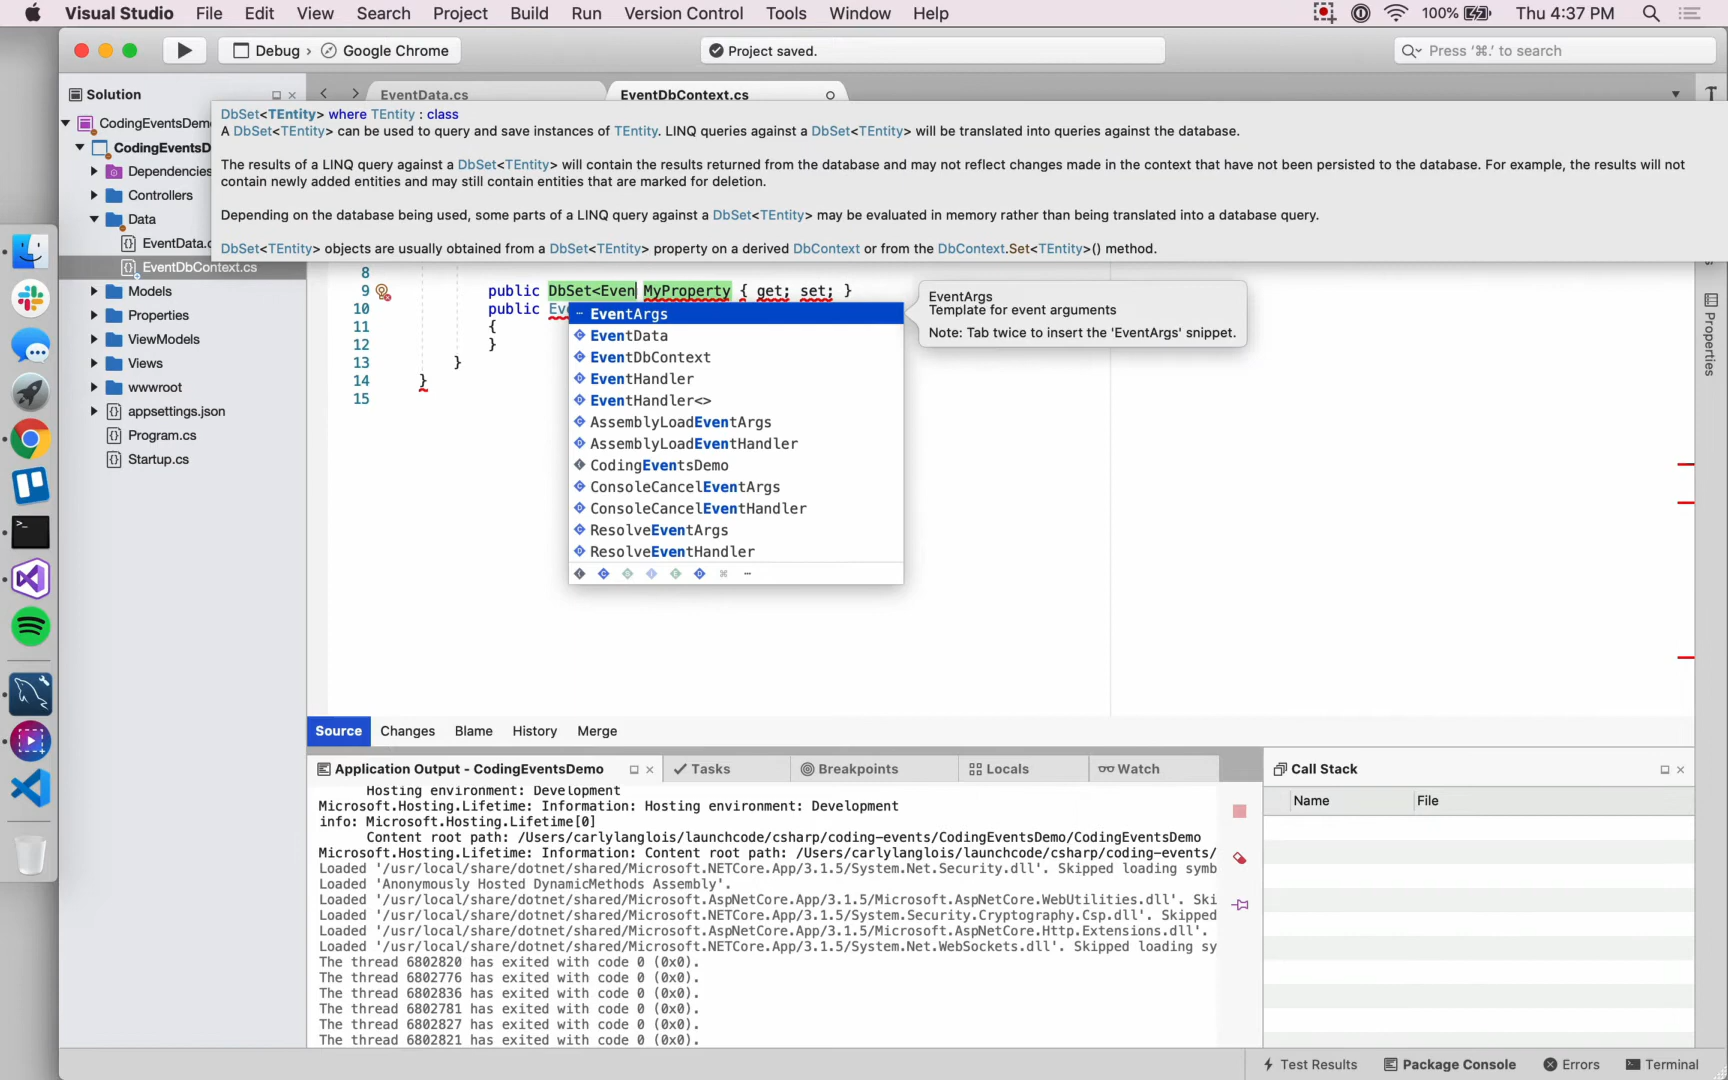 Visual Studio File Edit View Search Project Build Run Version Control Tools Window Help 100% Thu 4:37 PM
Debug › Google Chrome Project saved. Press ‘⌘.’ to search
Solution EventData.cs EventDbContext.cs
DbSet<TEntity> where TEntity : class
A DbSet<TEntity> can be used to query and save instances of TEntity. LINQ queries against a DbSet<TEntity> will be translated into queries against the database.
The results of a LINQ query against a DbSet<TEntity> will contain the results returned from the database and may not reflect changes made in the context that have not been persisted to the database. For example, the results will not
contain newly added entities and may still contain entities that are marked for deletion.
Depending on the database being used, some parts of a LINQ query against a DbSet<TEntity> may be evaluated in memory rather than being translated into a database query.
DbSet<TEntity> objects are usually obtained from a DbSet<TEntity> property on a derived DbContext or from the DbContext.Set<TEntity>() method.
CodingEventsDem
CodingEventsD
Dependencies
Controllers
Data
EventData.c
EventDbContext.cs
Models
Properties
ViewModels
Views
wwwroot
appsettings.json
Program.cs
Startup.cs
8
9 public DbSet<Even MyProperty { get; set; }
10 public Eve
11 {
12 }
13 }
14 }
15
EventArgs
EventData
EventDbContext
EventHandler
EventHandler<>
AssemblyLoadEventArgs
AssemblyLoadEventHandler
CodingEventsDemo
ConsoleCancelEventArgs
ConsoleCancelEventHandler
ResolveEventArgs
ResolveEventHandler
EventArgs
Template for event arguments
Note: Tab twice to insert the 'EventArgs' snippet.
Properties
Source Changes Blame History Merge
Application Output - CodingEventsDemo Tasks Breakpoints Locals Watch
Hosting environment: Development
Microsoft.Hosting.Lifetime: Information: Hosting environment: Development
info: Microsoft.Hosting.Lifetime[0]
Content root path: /Users/carlylanglois/launchcode/csharp/coding-events/CodingEventsDemo/CodingEventsDemo
Microsoft.Hosting.Lifetime: Information: Content root path: /Users/carlylanglois/launchcode/csharp/coding-events/
Loaded '/usr/local/share/dotnet/shared/Microsoft.NETCore.App/3.1.5/System.Net.Security.dll'. Skipped loading symb
Loaded 'Anonymously Hosted DynamicMethods Assembly'.
Loaded '/usr/local/share/dotnet/shared/Microsoft.AspNetCore.App/3.1.5/Microsoft.AspNetCore.WebUtilities.dll'. Ski
Loaded '/usr/local/share/dotnet/shared/Microsoft.NETCore.App/3.1.5/System.Security.Cryptography.Csp.dll'. Skipped
Loaded '/usr/local/share/dotnet/shared/Microsoft.AspNetCore.App/3.1.5/Microsoft.AspNetCore.Http.Extensions.dll'.
Loaded '/usr/local/share/dotnet/shared/Microsoft.NETCore.App/3.1.5/System.Net.WebSockets.dll'. Skipped loading sy
The thread 6802820 has exited with code 0 (0x0).
The thread 6802776 has exited with code 0 (0x0).
The thread 6802836 has exited with code 0 (0x0).
The thread 6802781 has exited with code 0 (0x0).
The thread 6802827 has exited with code 0 (0x0).
The thread 6802821 has exited with code 0 (0x0).
Call Stack
Name File
Test Results Package Console Errors Terminal